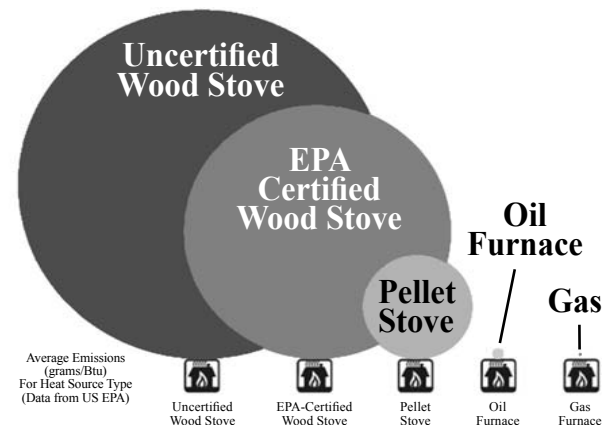 Uncertified
Wood Stove
EPA
Certified
Wood Stove
Oil
Furnace
Pellet
Stove
Gas
Average Emissions
(grams/Btu)
For Heat Source Type
(Data from US EPA)
Uncertified
Wood Stove
EPA-Certified
Wood Stove
Pellet
Stove
Oil
Furnace
Gas
Furnace